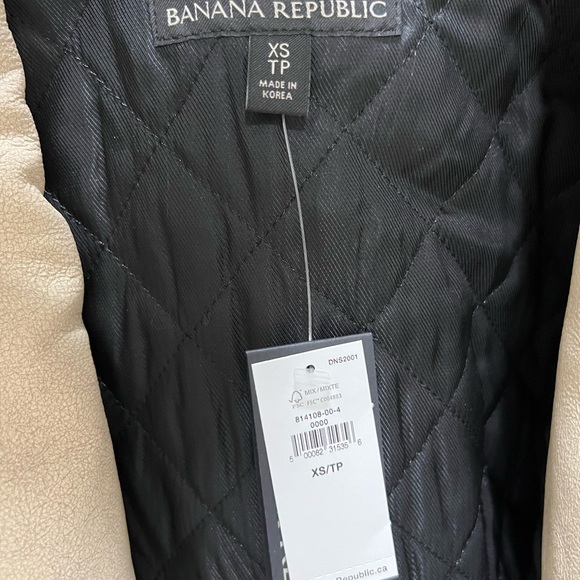 BANANA REPUBLIC
XS
TP
MADE IN
KOREA
DNS2001
MIX/MIXTE
FSC
814108-00-4
0000
5 00082 31535 6
XS/TP
Republic.ca